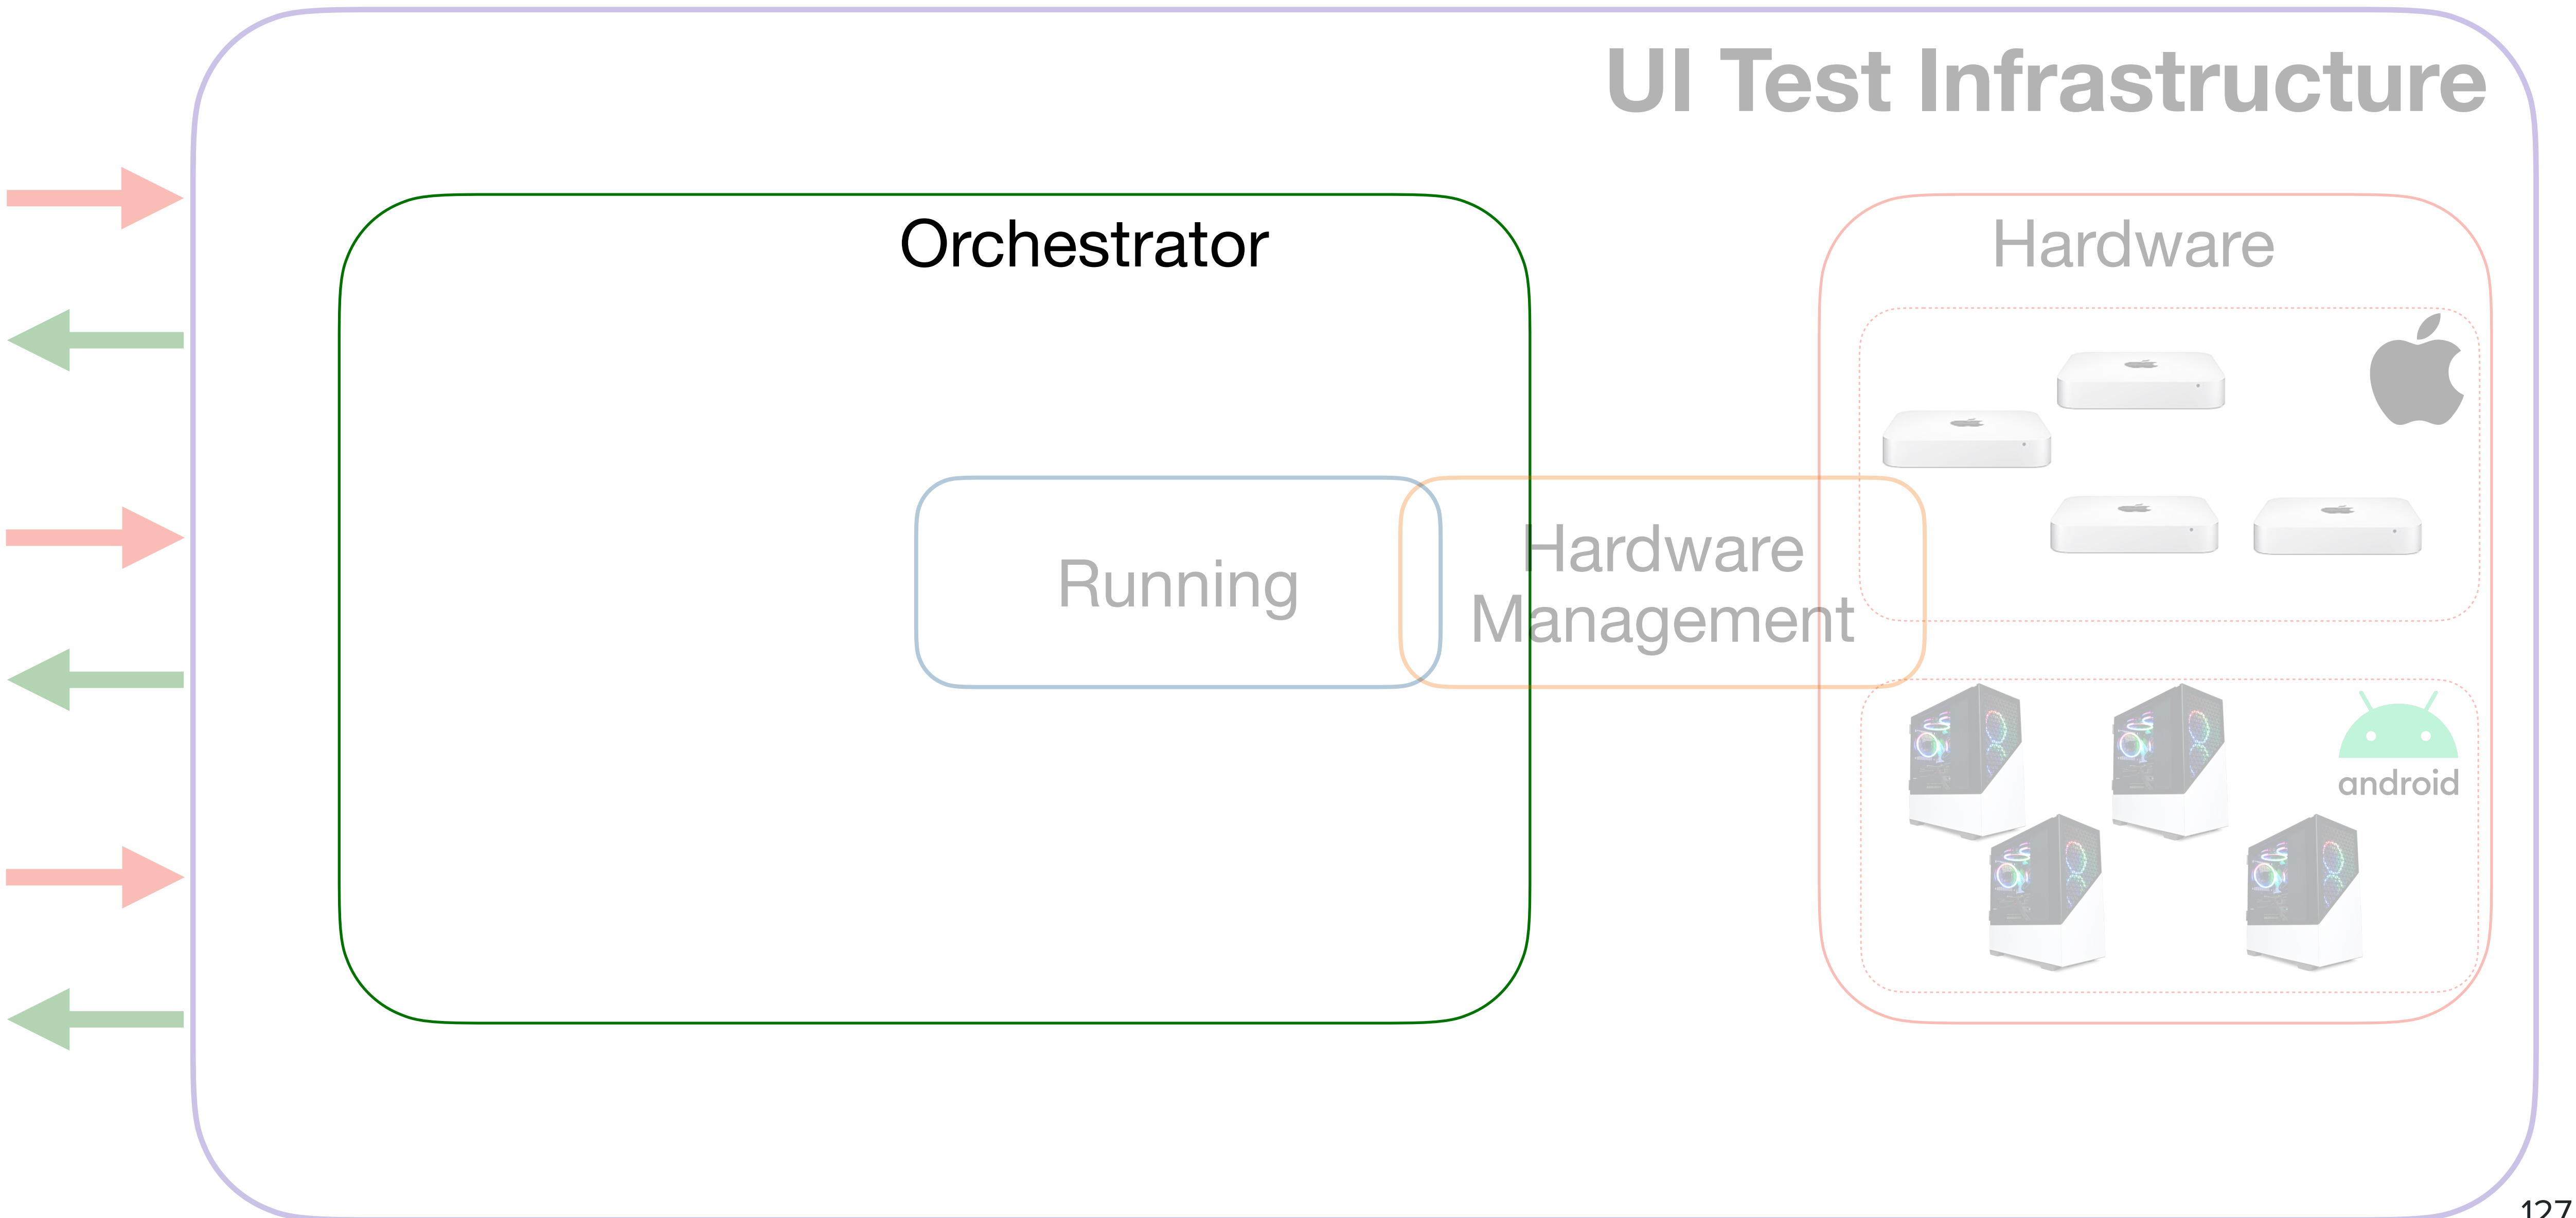 UI Test Infrastructure
Orchestrator
Hardware
Running
Hardware
Management
android
127